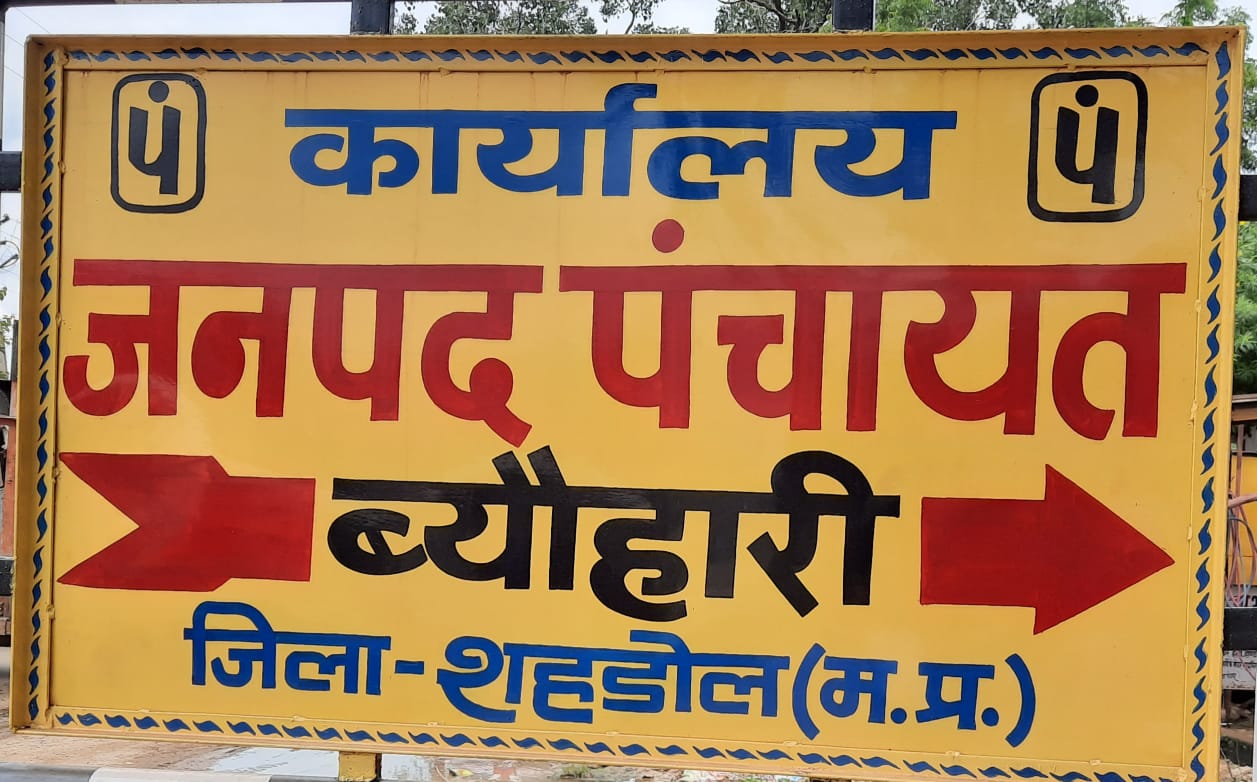 पं कार्यालय पं
जनपद पंचायत
ब्यौहारी
जिला-शहडोल(म.प्र.)